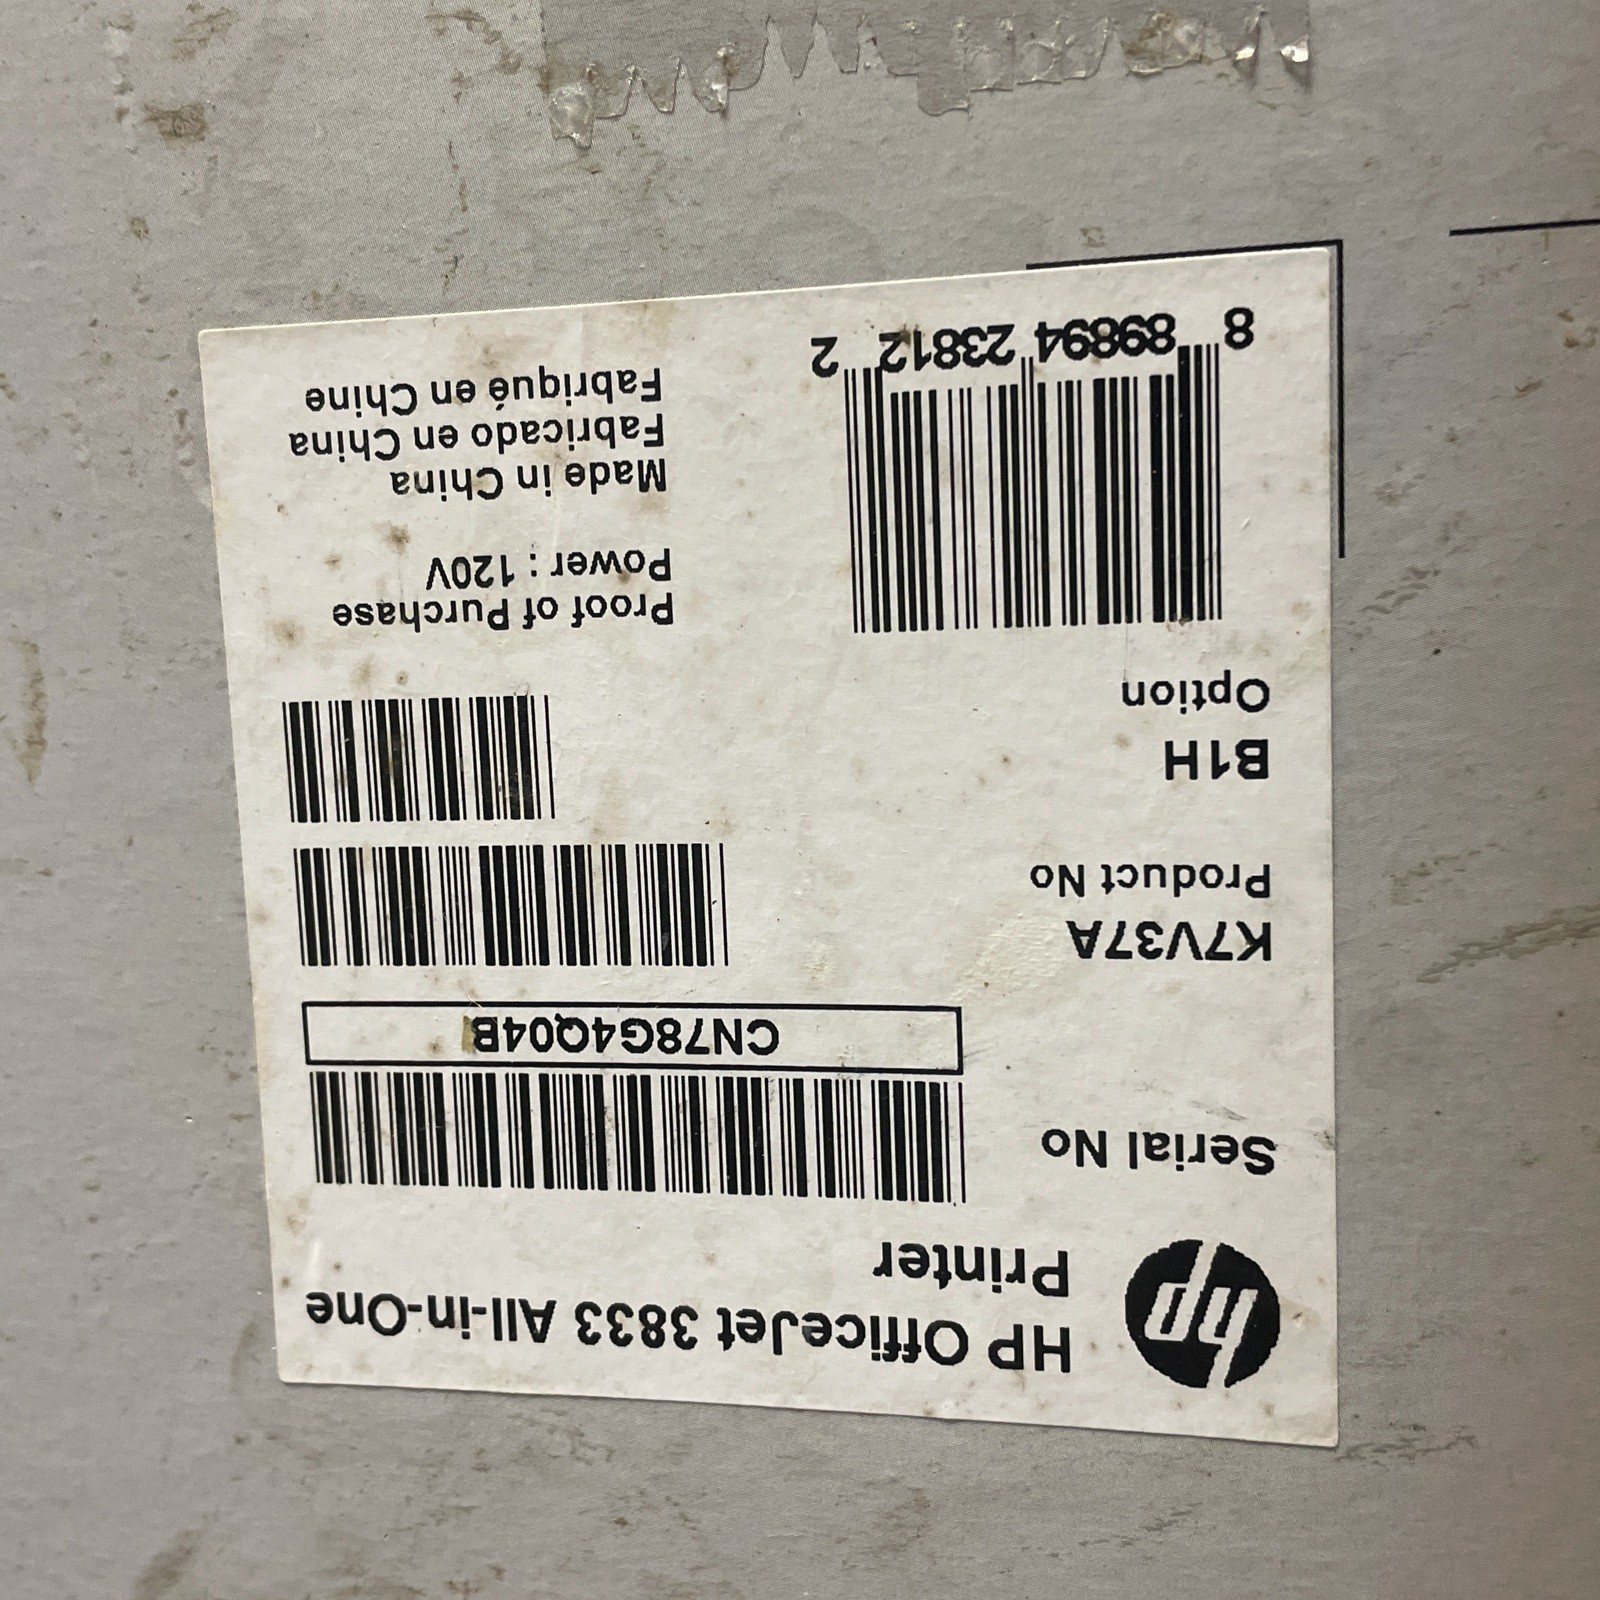 hp
HP OfficeJet 3833 All-in-One
Printer
Serial No
CN78G4Q04B
K7V37A
Product No
B1H
Option
8 89894 23812 2
Proof of Purchase
Power : 120V
Made in China
Fabricado en China
Fabriqué en Chine